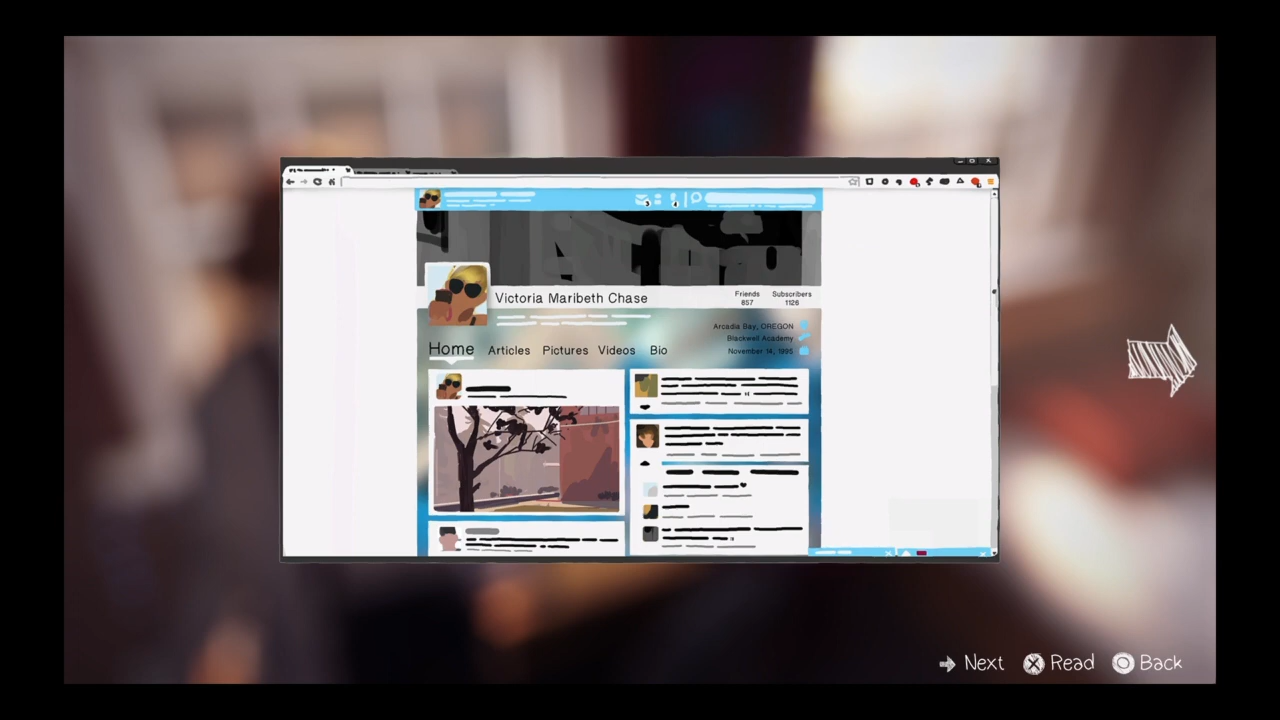 Victoria Maribeth Chase
Friends
657
Subscribers
1126
Arcadia Bay, OREGON
Blackwell Academy
November 14, 1995
Home Articles Pictures Videos Bio
Next Read Back